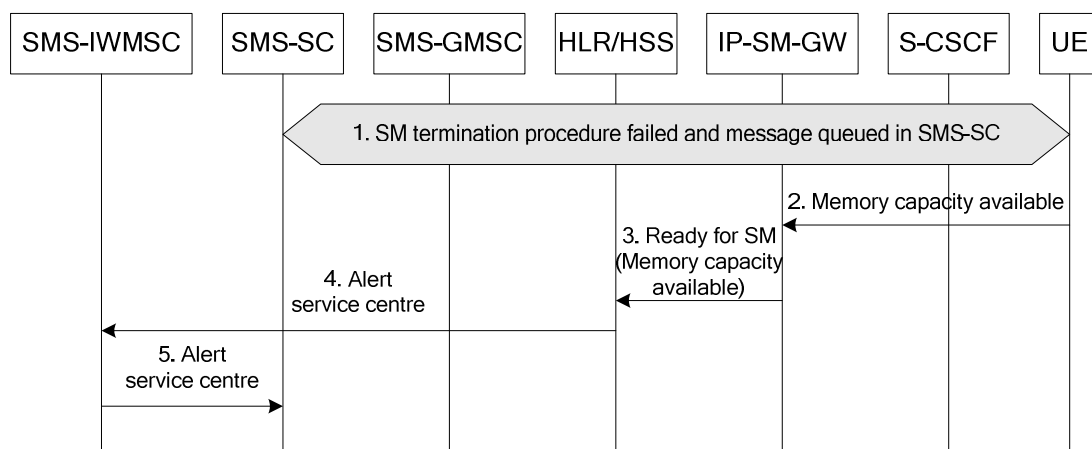 SMS-IWMSC
SMS-SC
SMS-GMSC
HLR/HSS
IP-SM-GW
S-CSCF
UE
1. SM termination procedure failed and message queued in SMS-SC
2. Memory capacity available
3. Ready for SM
(Memory capacity
available)
4. Alert
service centre
5. Alert
service centre